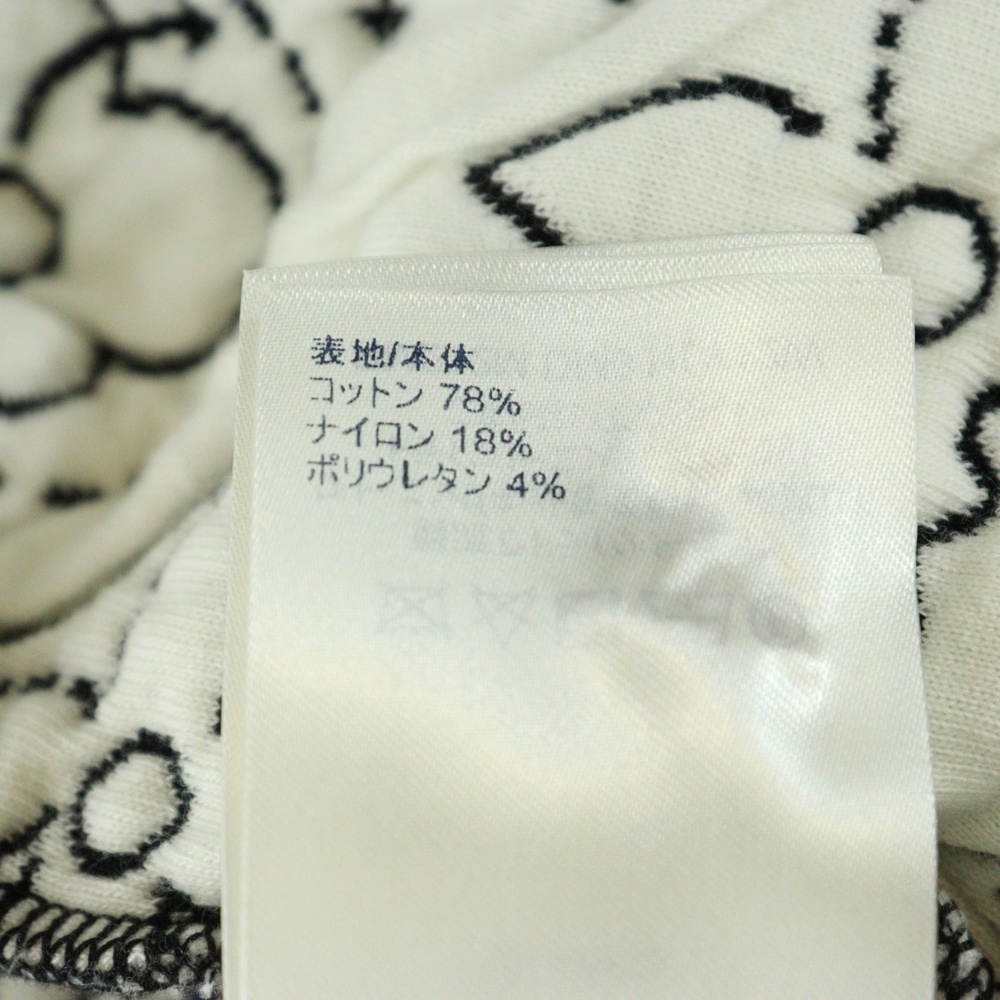 表地/本体
コットン 78%
ナイロン 18%
ポリウレタン 4%